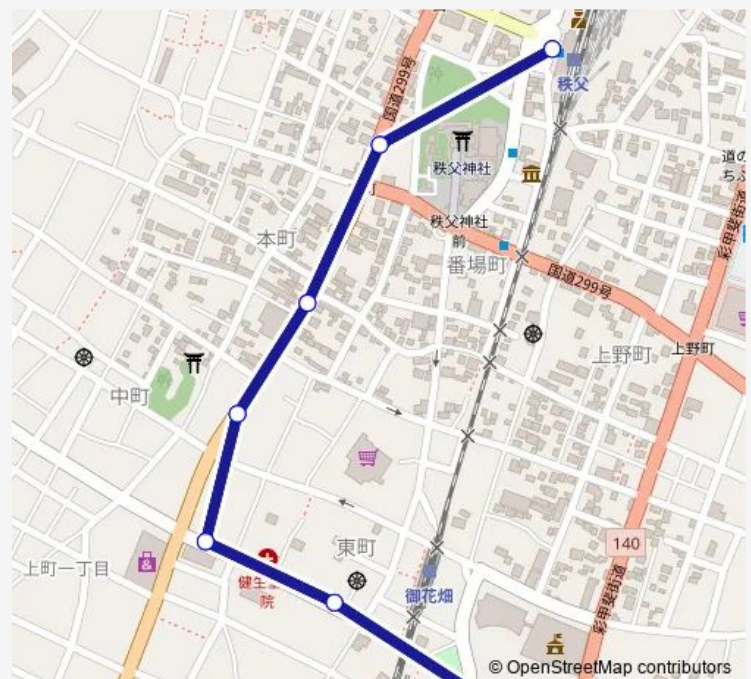 国道299号
秩父
秩父神社
道の
ち
秩父神社
前
本町
番場町
国道299号
彩甲斐街道
上野町
上野町
中町
140
東町
上町一丁目
健生
院
御花畑
彩甲斐街道
© OpenStreetMap contributors